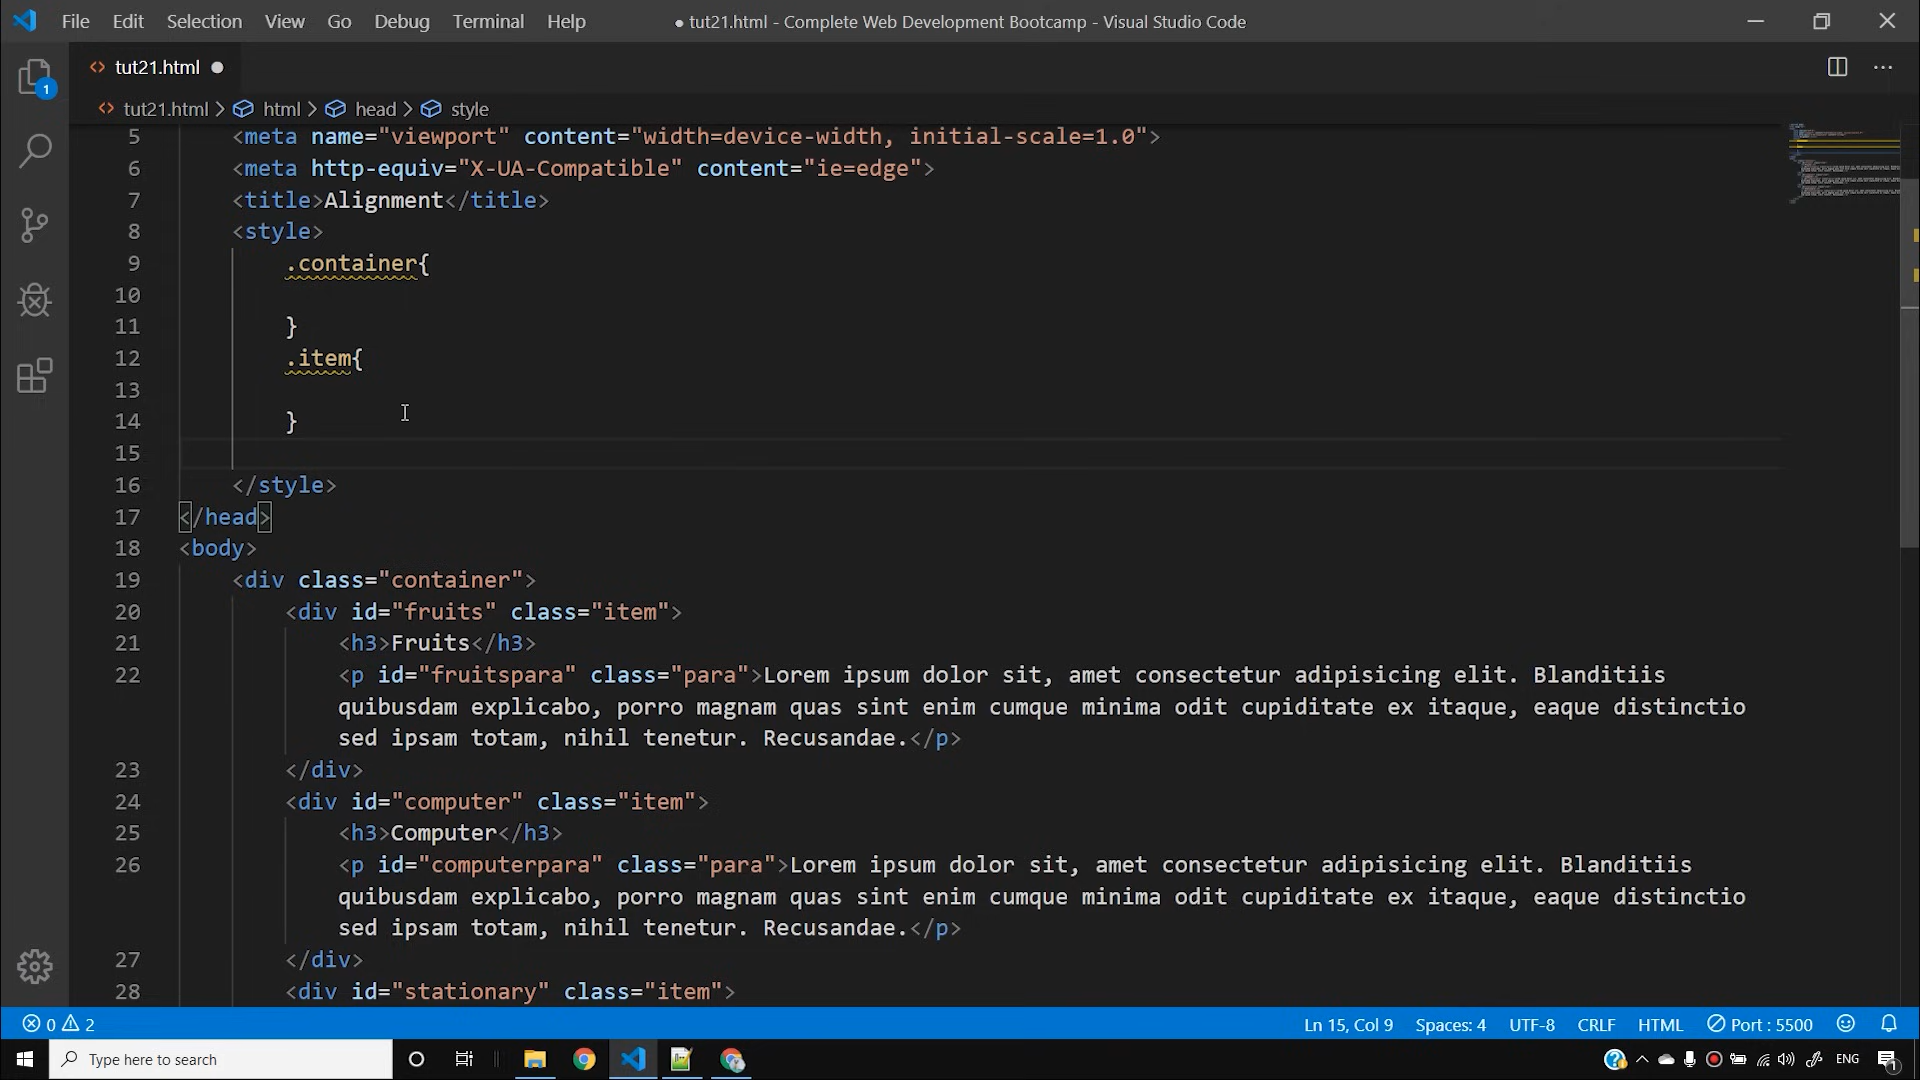 File Edit Selection View Go Debug Terminal Help ● tut21.html - Complete Web Development Bootcamp - Visual Studio Code
tut21.html
tut21.html > html > head > style
5 <meta name="viewport" content="width=device-width, initial-scale=1.0">
6 <meta http-equiv="X-UA-Compatible" content="ie=edge">
7 <title>Alignment</title>
8 <style>
9 .container{
10
11 }
12 .item{
13
14 }
15
16 </style>
17 </head>
18 <body>
19 <div class="container">
20 <div id="fruits" class="item">
21 <h3>Fruits</h3>
22 <p id="fruitspara" class="para">Lorem ipsum dolor sit, amet consectetur adipisicing elit. Blanditiis
quibusdam explicabo, porro magnam quas sint enim cumque minima odit cupiditate ex itaque, eaque distinctio
sed ipsam totam, nihil tenetur. Recusandae.</p>
23 </div>
24 <div id="computer" class="item">
25 <h3>Computer</h3>
26 <p id="computerpara" class="para">Lorem ipsum dolor sit, amet consectetur adipisicing elit. Blanditiis
quibusdam explicabo, porro magnam quas sint enim cumque minima odit cupiditate ex itaque, eaque distinctio
sed ipsam totam, nihil tenetur. Recusandae.</p>
27 </div>
28 <div id="stationary" class="item">
0 2 Ln 15, Col 9 Spaces: 4 UTF-8 CRLF HTML Port : 5500
Type here to search ENG 1